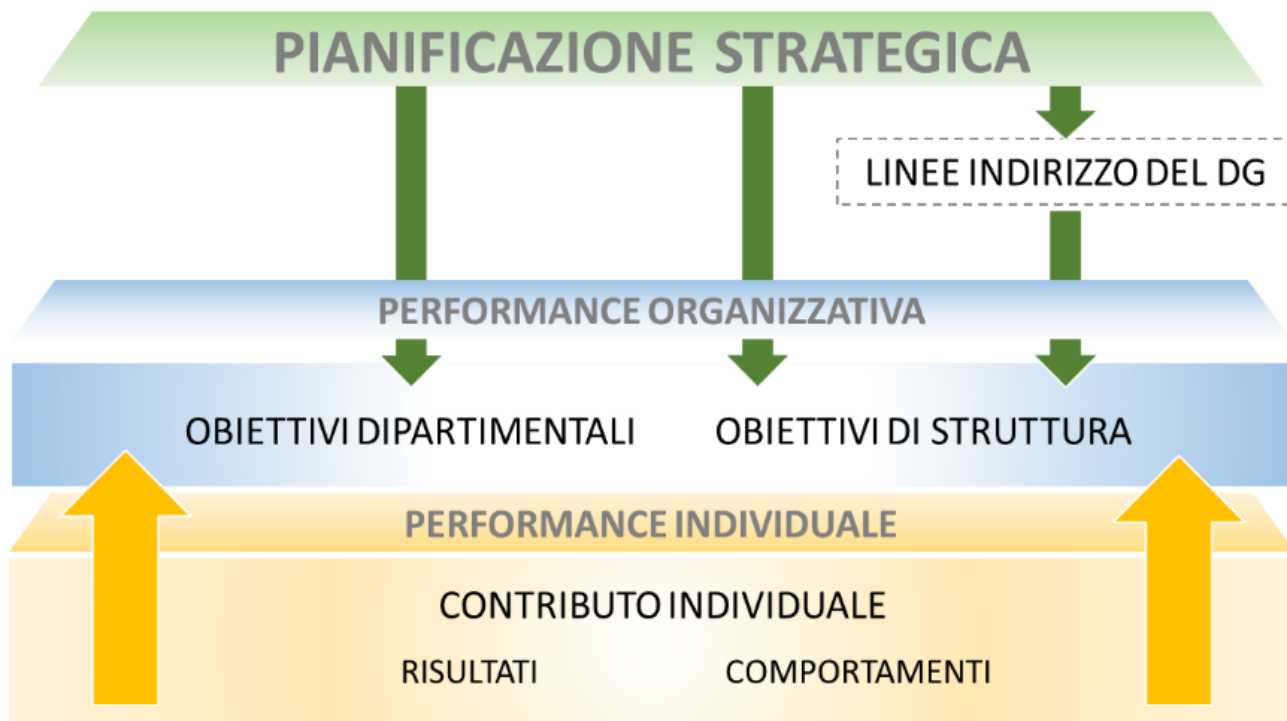 PIANIFICAZIONE STRATEGICA
LINEE INDIRIZZO DEL DG
PERFORMANCE ORGANIZZATIVA
OBIETTIVI DIPARTIMENTALI
OBIETTIVI DI STRUTTURA
PERFORMANCE INDIVIDUALE
CONTRIBUTO INDIVIDUALE
RISULTATI
COMPORTAMENTI